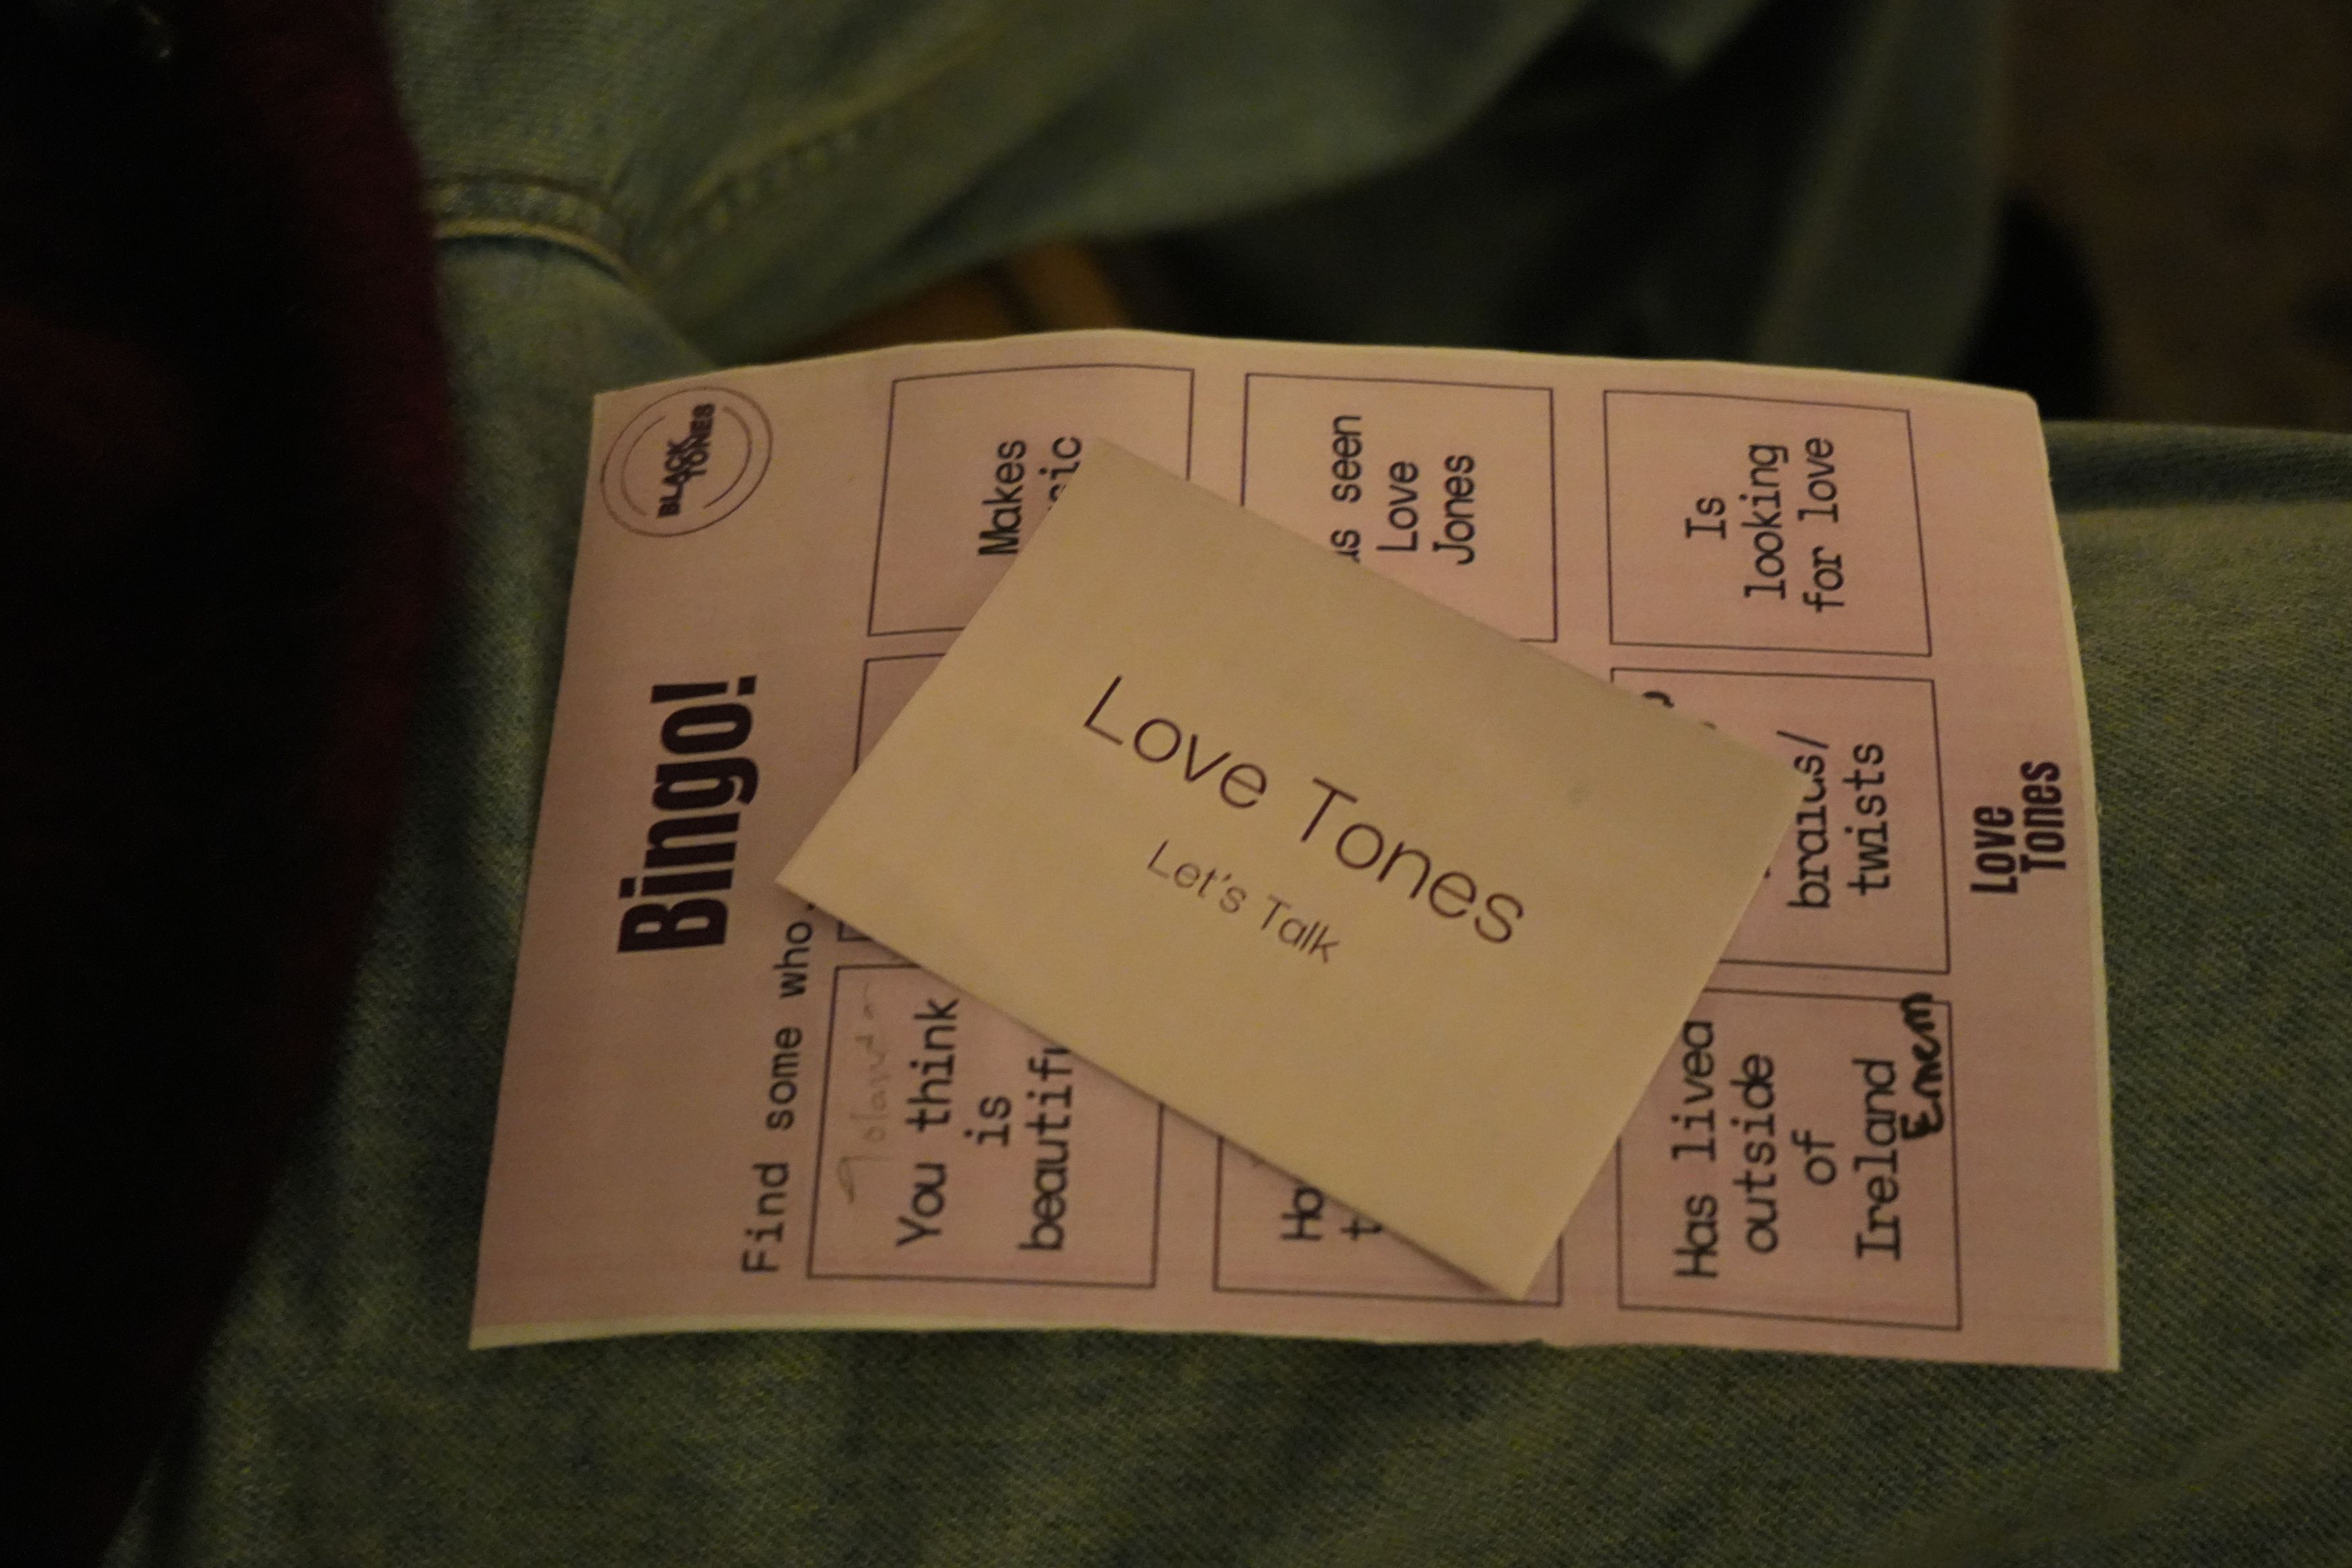 BLACK
TONES
Bingo!
Find some who
You think
is
Makes
seen
Love
Jones
Has lived
outside
of
Ireland
Emem
braids/
twists
Is
looking
for love
Love
Tones
Love Tones
Let's Talk